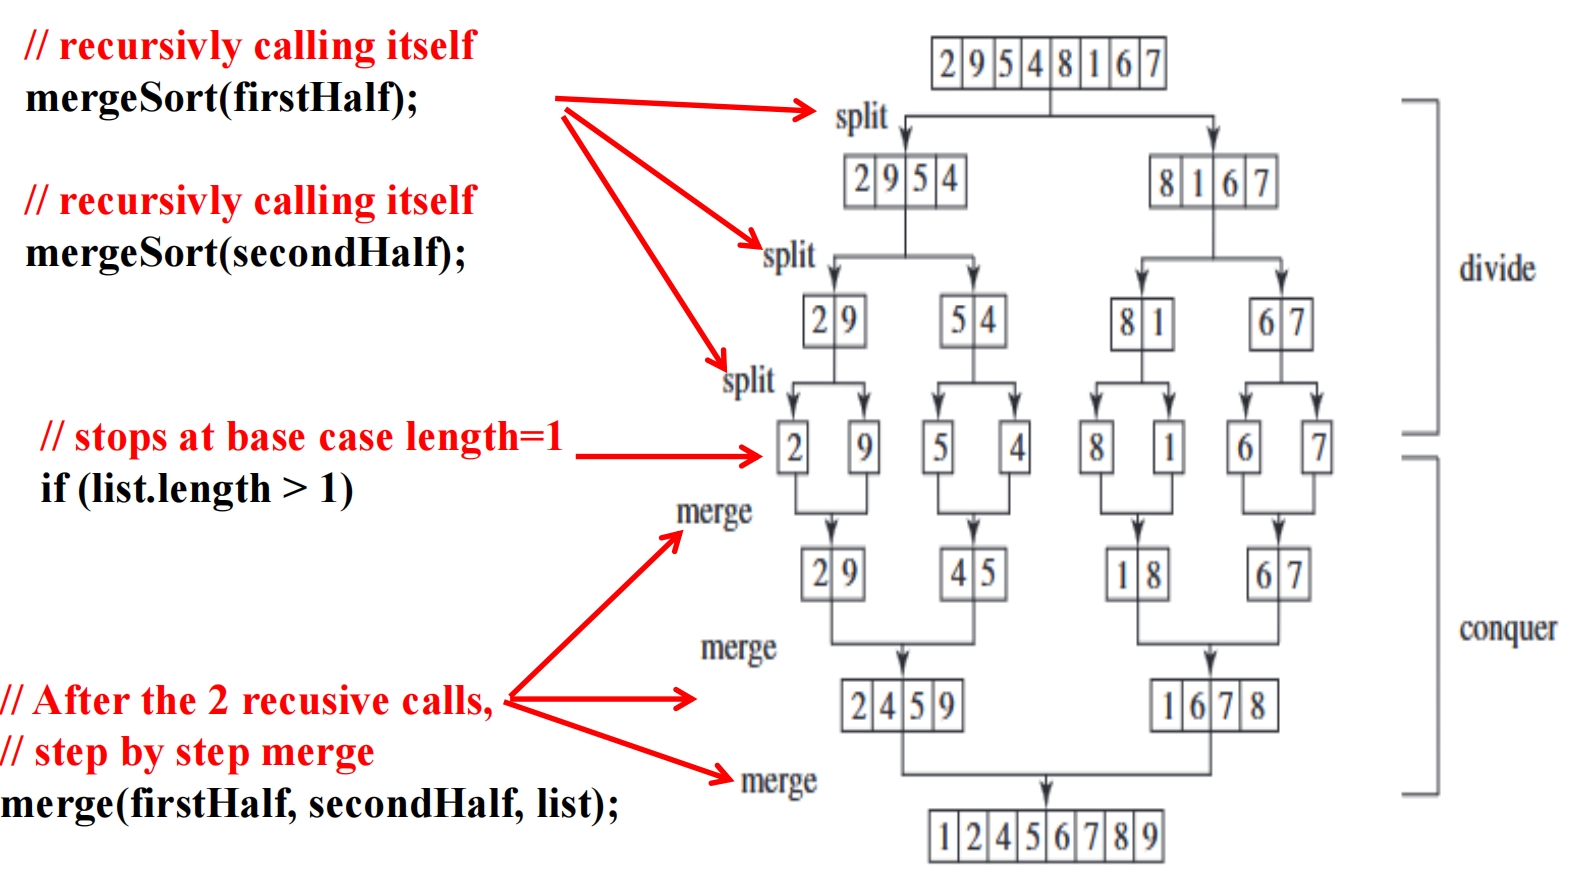 // recursivly calling itself
mergeSort(firstHalf);
// recursivly calling itself
mergeSort(secondHalf);
// stops at base case length=1
if (list.length > 1)
// After the 2 recusive calls,
// step by step merge
merge(firstHalf, secondHalf, list);
2 9 5 4 8 1 6 7
split
2 9 5 4 8 1 6 7
split
2 9 5 4 8 1 6 7
split
2 9 5 4 8 1 6 7
merge
2 9 4 5 1 8 6 7
merge
2 4 5 9 1 6 7 8
merge
1 2 4 5 6 7 8 9
divide
conquer